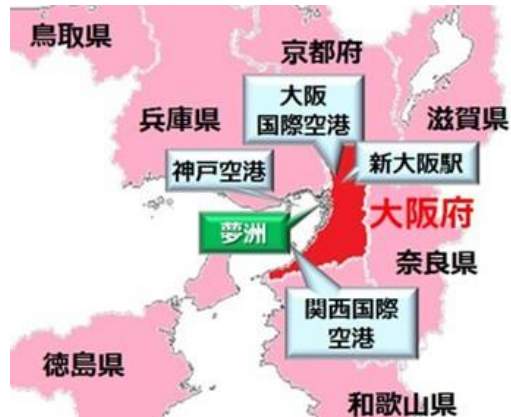 鳥取県
京都府
大阪
国際空港
兵庫県
滋賀県
神戸空港
新大阪駅
夢洲
大阪府
奈良県
関西国際
空港
徳島県
和歌山県